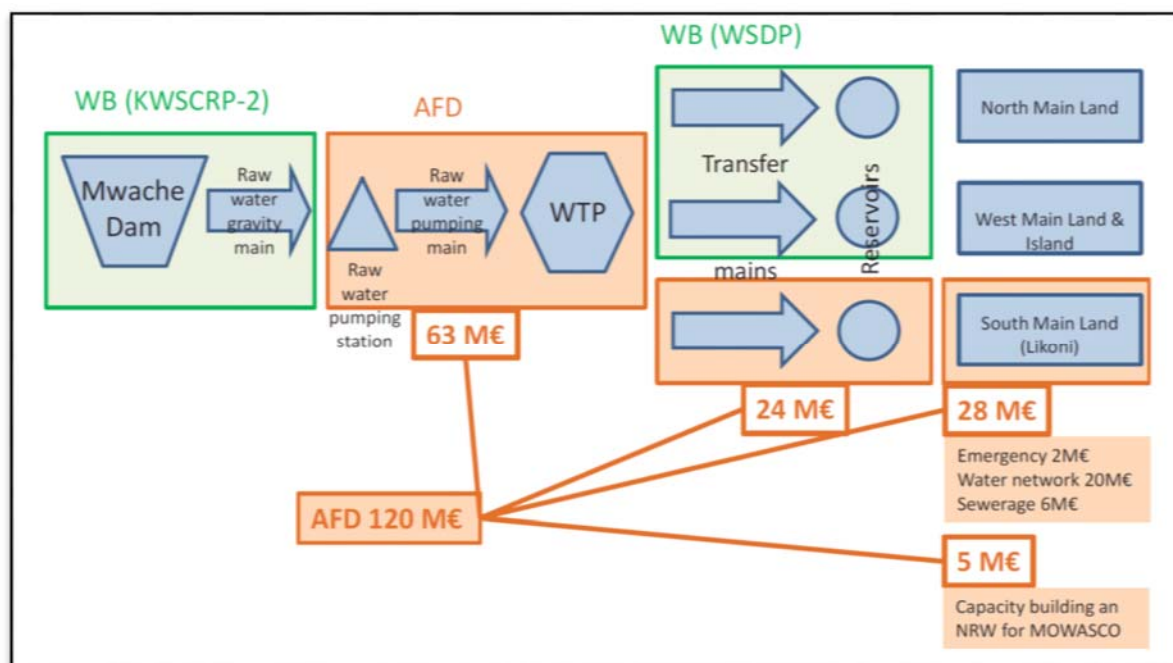 WB (WSDP)
WB (KWSCRP-2)
AFD
Mwache
Dam
Raw
water
gravity
main
Raw
water
pumping
main
WTP
Raw
water
pumping
station
Transfer
mains
Reservoirs
North Main Land
West Main Land &
Island
South Main Land
(Likoni)
63 M€
24 M€
28 M€
Emergency 2M€
Water network 20M€
Sewerage 6M€
AFD 120 M€
5 M€
Capacity building an
NRW for MOWASCO